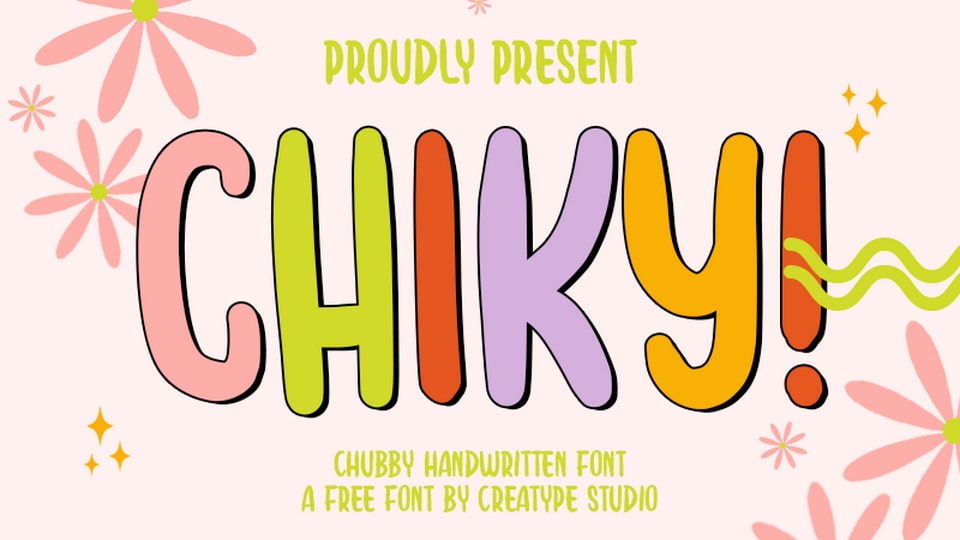 PROUDLY PRESENT
CHIKY!
CHUBBY HANDWRITTEN FONT
A FREE FONT BY CREATYPE STUDIO